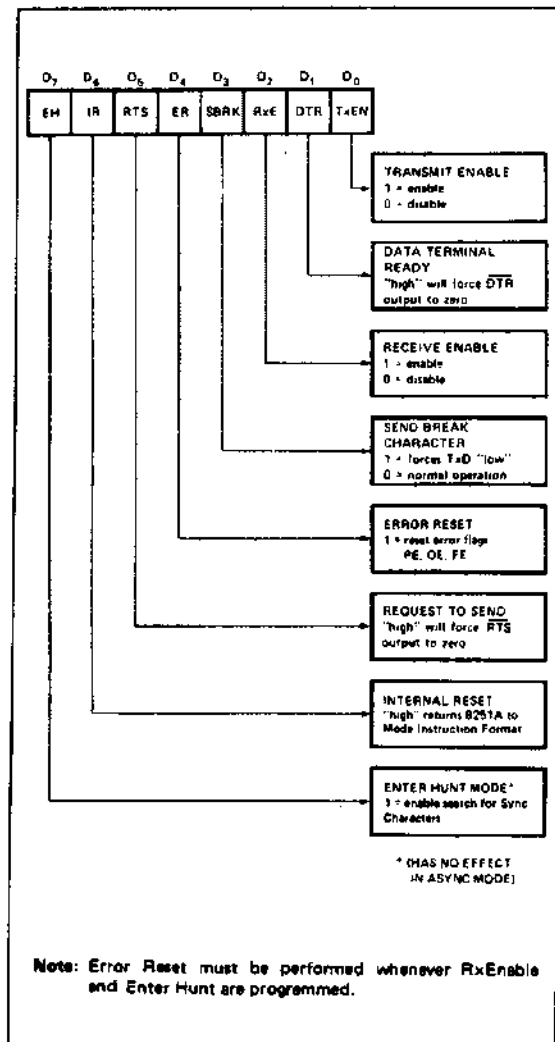 D7 D6 D5 D4 D3 D2 D1 D0
EH IR RTS ER SBRK RxE DTR TxEN
TRANSMIT ENABLE
1 = enable
0 = disable
DATA TERMINAL
READY
"high" will force DTR
output to zero
RECEIVE ENABLE
1 = enable
0 = disable
SEND BREAK
CHARACTER
1 = forces TxD "low"
0 = normal operation
ERROR RESET
1 = reset error flags
PE, OE, FE
REQUEST TO SEND
"high" will force RTS
output to zero
INTERNAL RESET
"high" returns 8251A to
Mode Instruction Format
ENTER HUNT MODE*
1 = enable search for Sync
Characters
* (HAS NO EFFECT
IN ASYNC MODE)
Note: Error Reset must be performed whenever RxEnable
and Enter Hunt are programmed.